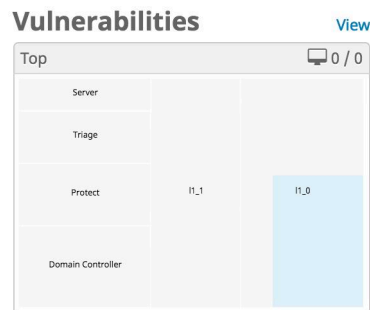 Vulnerabilities View
Top 0 / 0
Server
Triage
Protect l1_1 l1_0
Domain Controller